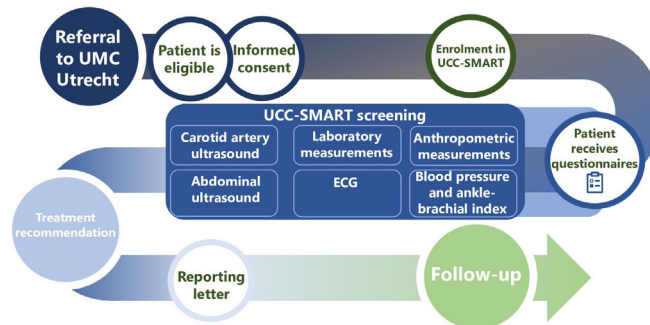 Referral
to UMC
Utrecht
Patient is
eligible
Informed
consent
Enrolment in
UCC-SMART
Patient
receives
questionnaires
UCC-SMART screening
Carotid artery
ultrasound
Laboratory
measurements
Anthropometric
measurements
Abdominal
ultrasound
ECG
Blood pressure
and ankle-
brachial index
Treatment
recommendation
Reporting
letter
Follow-up